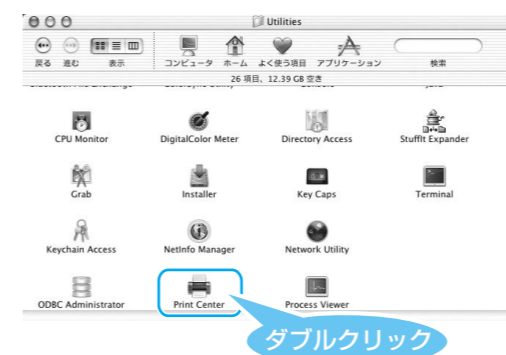 Utilities
戻る 進む 表示 コンピュータ ホーム よく使う項目 アプリケーション 検索
26 項目、12.39 GB 空き
CPU Monitor DigitalColor Meter Directory Access StuffIt Expander
Grab Installer Key Caps Terminal
Keychain Access NetInfo Manager Network Utility
ODBC Administrator Print Center Process Viewer
ダブルクリック